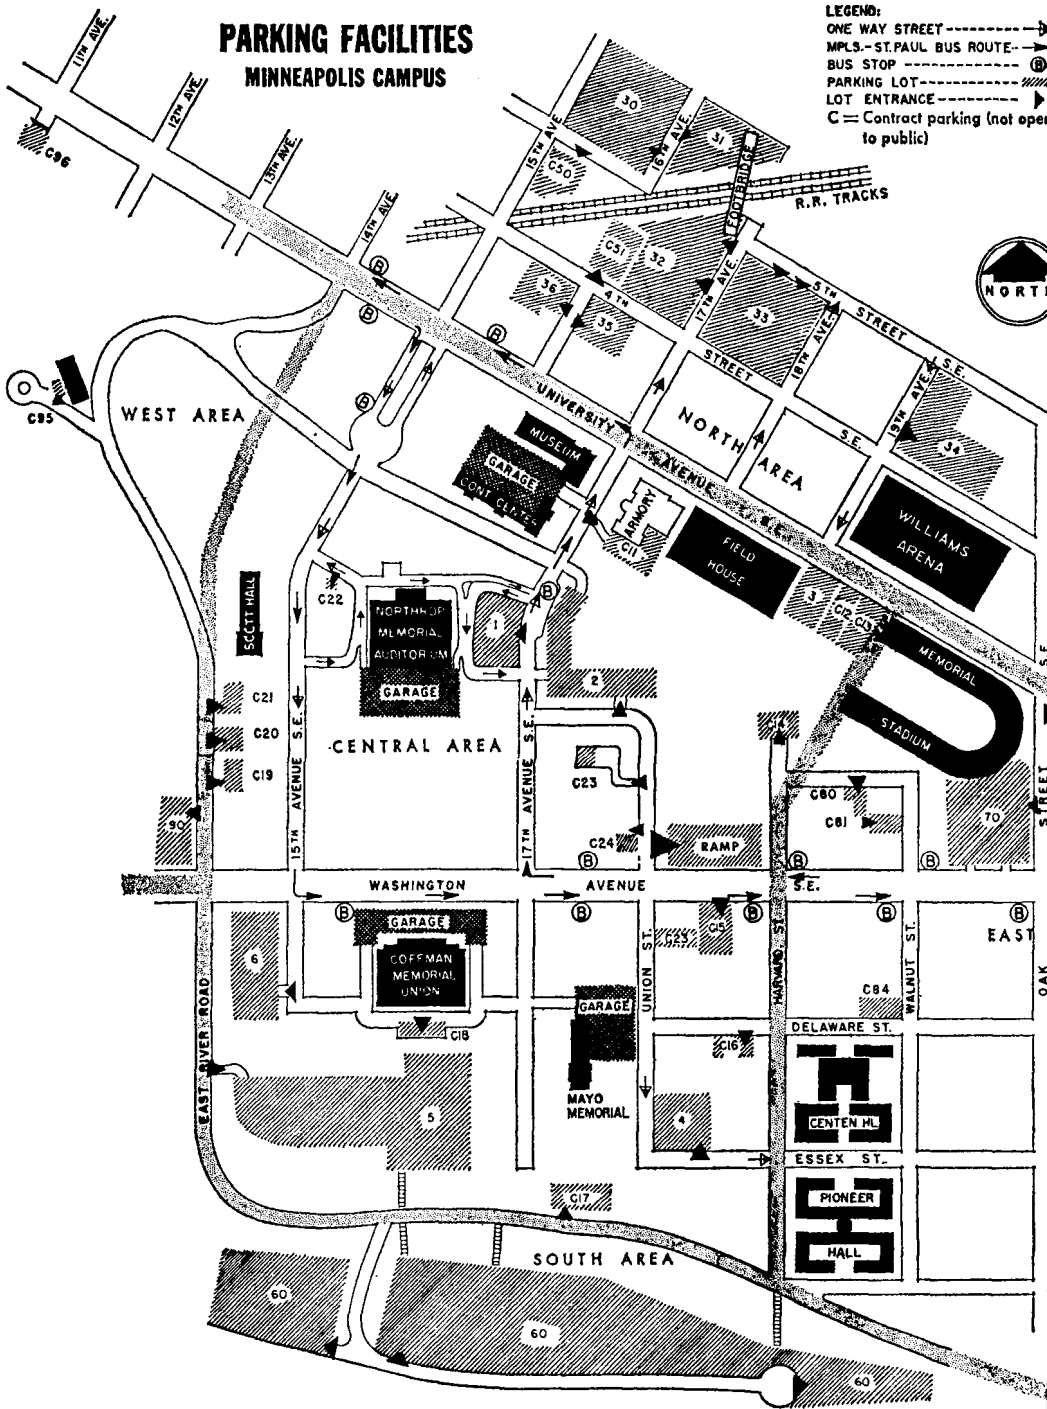 PARKING FACILITIES
MINNEAPOLIS CAMPUS
LEGEND:
ONE WAY STREET
MPLS.-ST.PAUL BUS ROUTE
BUS STOP B
PARKING LOT
LOT ENTRANCE
C = Contract parking (not open
to public)
11TH AVE.
12TH AVE.
13TH AVE.
14TH AVE.
15TH AVE
16TH AVE.
C96
30
31
C50
FOOTBRIDGE
R.R. TRACKS
NORTH
C51
32
17TH AVE.
36
35
4TH
STREET
S.E.
33
5TH
STREET
S.E.
18TH AVE.
19TH AVE.
34
B
B
B
B
C95
WEST AREA
UNIVERSITY
AVENUE
S.E.
NORTH
AREA
MUSEUM
GARAGE
CONT CENTER
ARMORY
C11
FIELD
HOUSE
WILLIAMS
ARENA
3
C12
C13
MEMORIAL
STADIUM
SCOTT HALL
C22
NORTHROP
MEMORIAL
AUDITORIUM
GARAGE
1
B
2
C21
C20
C19
90
CENTRAL AREA
15TH AVENUE S.E.
17TH AVENUE S.E.
C23
C24
RAMP
C14
C80
C81
70
STREET S.E.
WASHINGTON
AVENUE
S.E.
B
B
B
B
B
B
B
B
B
GARAGE
COFFMAN
MEMORIAL
UNION
6
C18
C25
C15
UNION ST.
HARVARD ST.
WALNUT ST.
EAST
OAK
C84
GARAGE
MAYO
MEMORIAL
C16
DELAWARE ST.
CENTEN HL.
EAST RIVER ROAD
5
4
ESSEX ST.
C17
PIONEER
HALL
SOUTH AREA
60
60
60